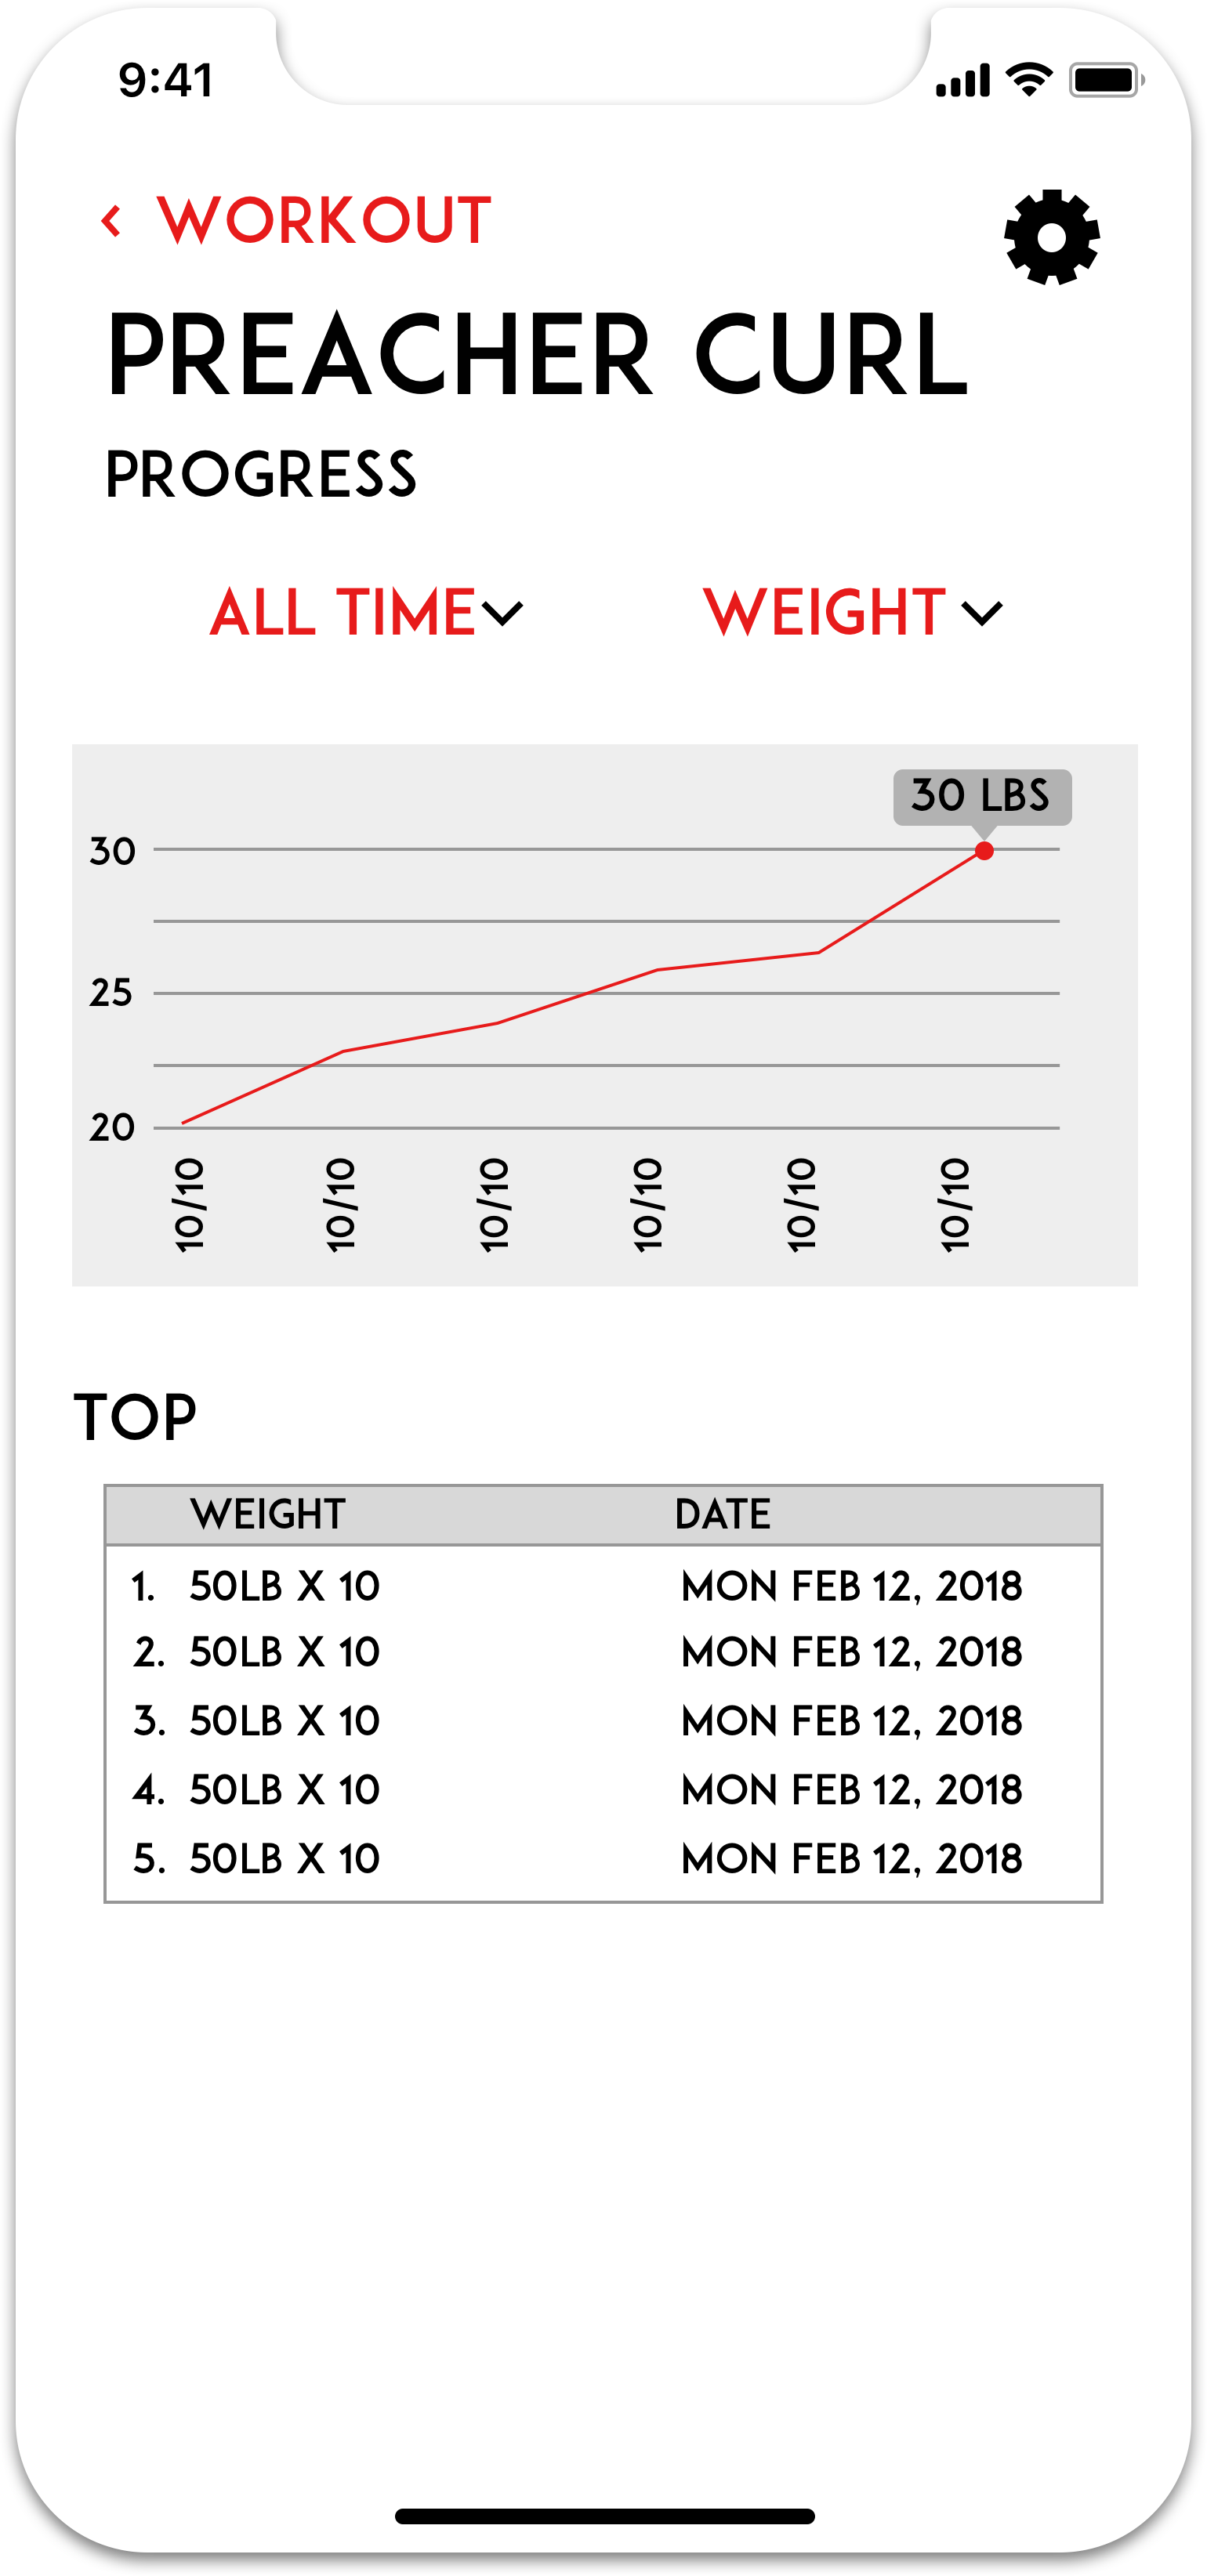 9:41
WORKOUT
PREACHER CURL
PROGRESS
ALL TIME WEIGHT
30 LBS
30
25
20
10/10 10/10 10/10 10/10 10/10 10/10
TOP
WEIGHT DATE
1. 50LB X 10 MON FEB 12, 2018
2. 50LB X 10 MON FEB 12, 2018
3. 50LB X 10 MON FEB 12, 2018
4. 50LB X 10 MON FEB 12, 2018
5. 50LB X 10 MON FEB 12, 2018